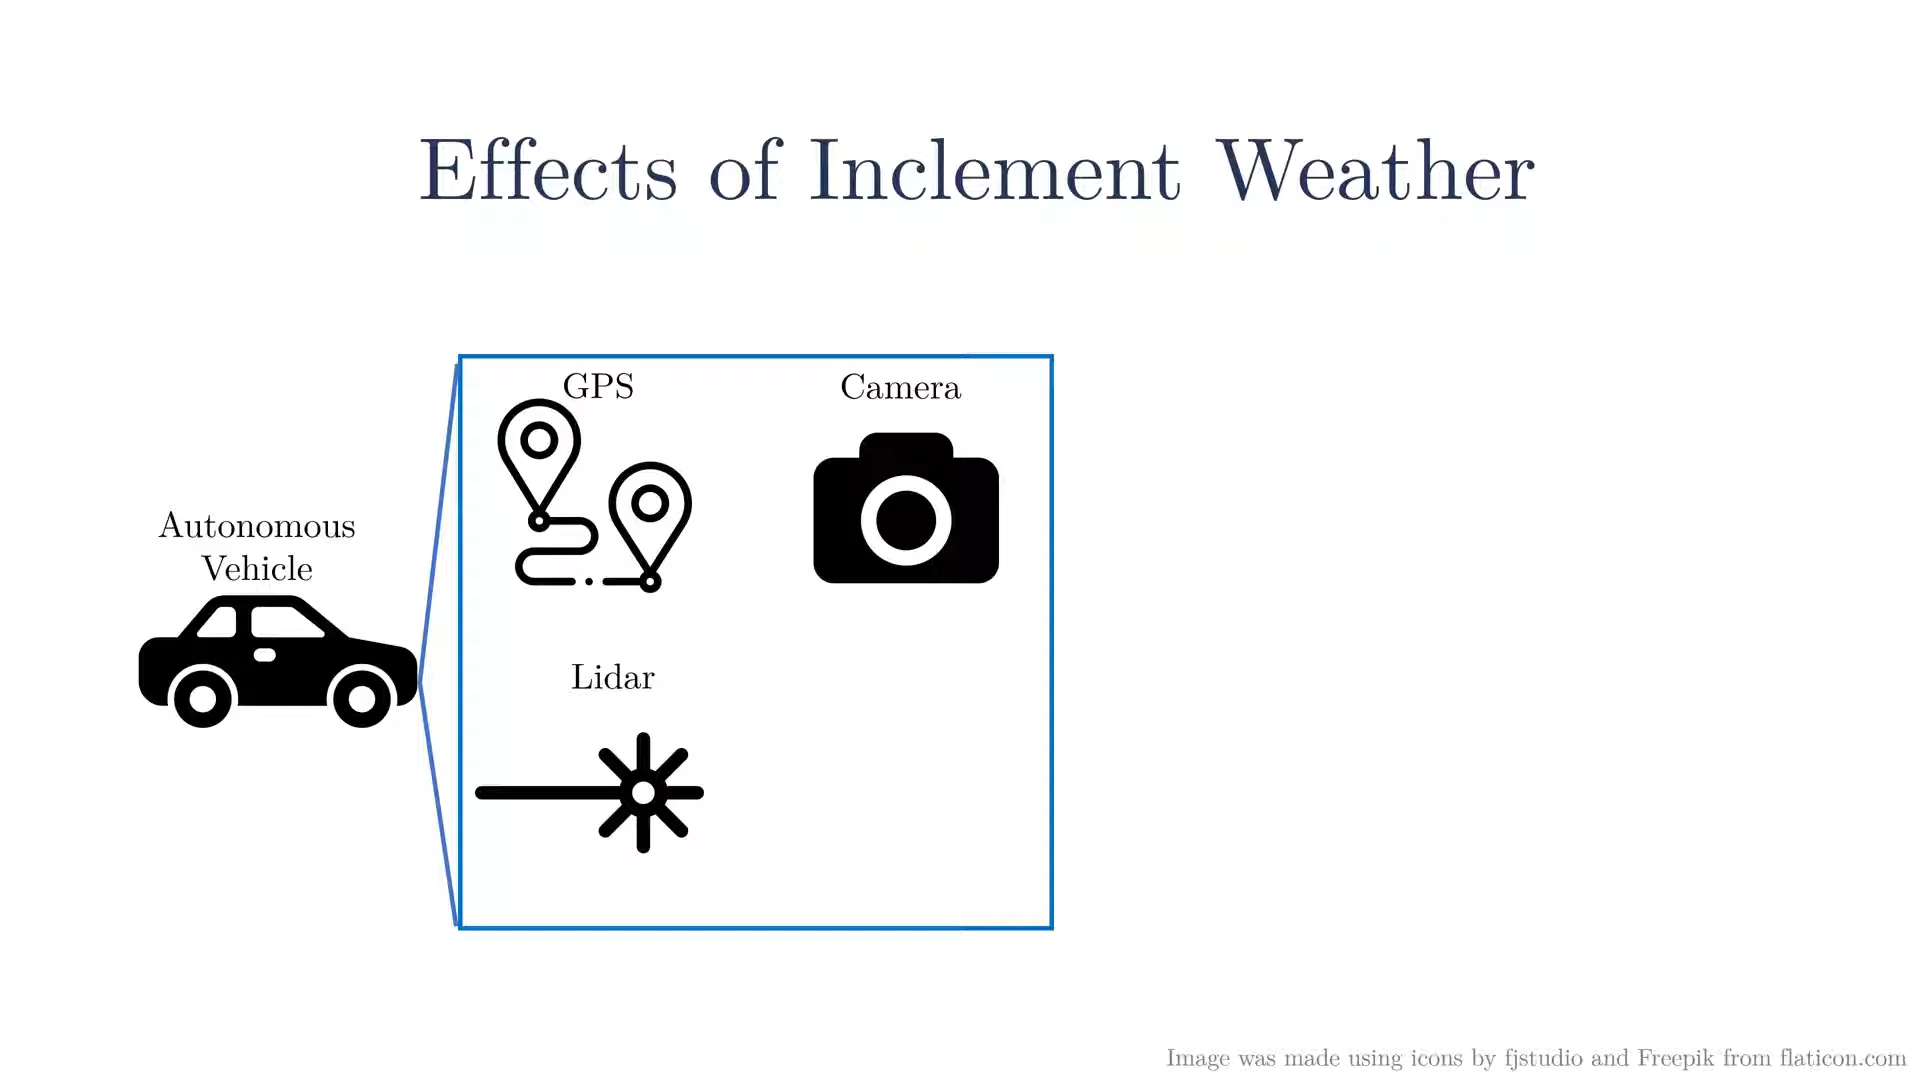 Effects of Inclement Weather
GPS
Camera
Autonomous
Vehicle
Lidar
Image was made using icons by fjstudio and Freepik from flaticon.com